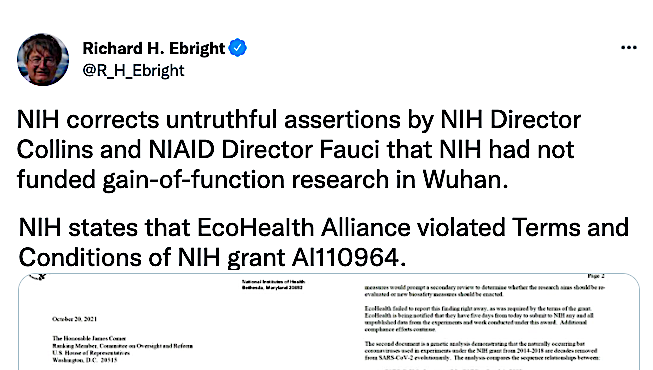 Richard H. Ebright
@R_H_Ebright
NIH corrects untruthful assertions by NIH Director
Collins and NIAID Director Fauci that NIH had not
funded gain-of-function research in Wuhan.
NIH states that EcoHealth Alliance violated Terms and
Conditions of NIH grant AI110964.
National Institutes of Health
Bethesda, Maryland 20892
October 20, 2021
The Honorable James Comer
Ranking Member, Committee on Oversight and Reform
U.S. House of Representatives
Washington, D.C. 20515
Page 2
measures would prompt a secondary review to determine whether the research aims should be re-
evaluated or new biosafety measures should be enacted.
EcoHealth failed to report this finding right away, as was required by the terms of the grant.
EcoHealth is being notified that they have five days from today to submit to NIH any and all
unpublished data from the experiments and work conducted under this award. Additional
compliance efforts continue.
The second document is a genetic analysis demonstrating that the naturally occurring bat
coronaviruses used in experiments under the NIH grant from 2014-2018 are decades removed
from SARS-CoV-2 evolutionarily. The analysis compares the sequence relationships between: